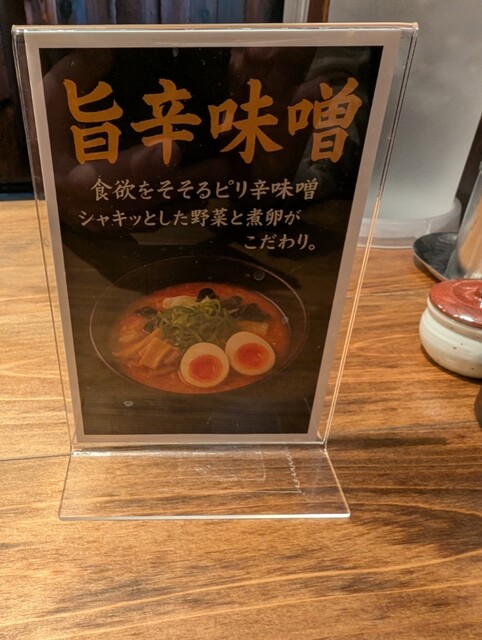 旨辛味噌
食欲をそそるピリ辛味噌
シャキッとした野菜と煮卵が
こだわり。